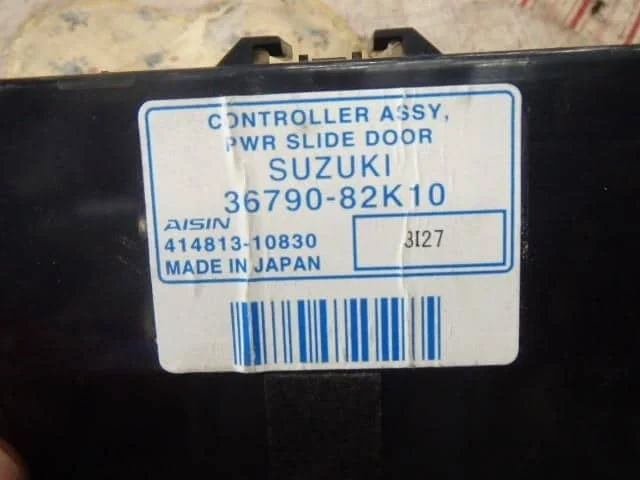 CONTROLLER ASSY,
PWR SLIDE DOOR
SUZUKI
36790-82K10
AISIN
414813-10830
MADE IN JAPAN
3I27